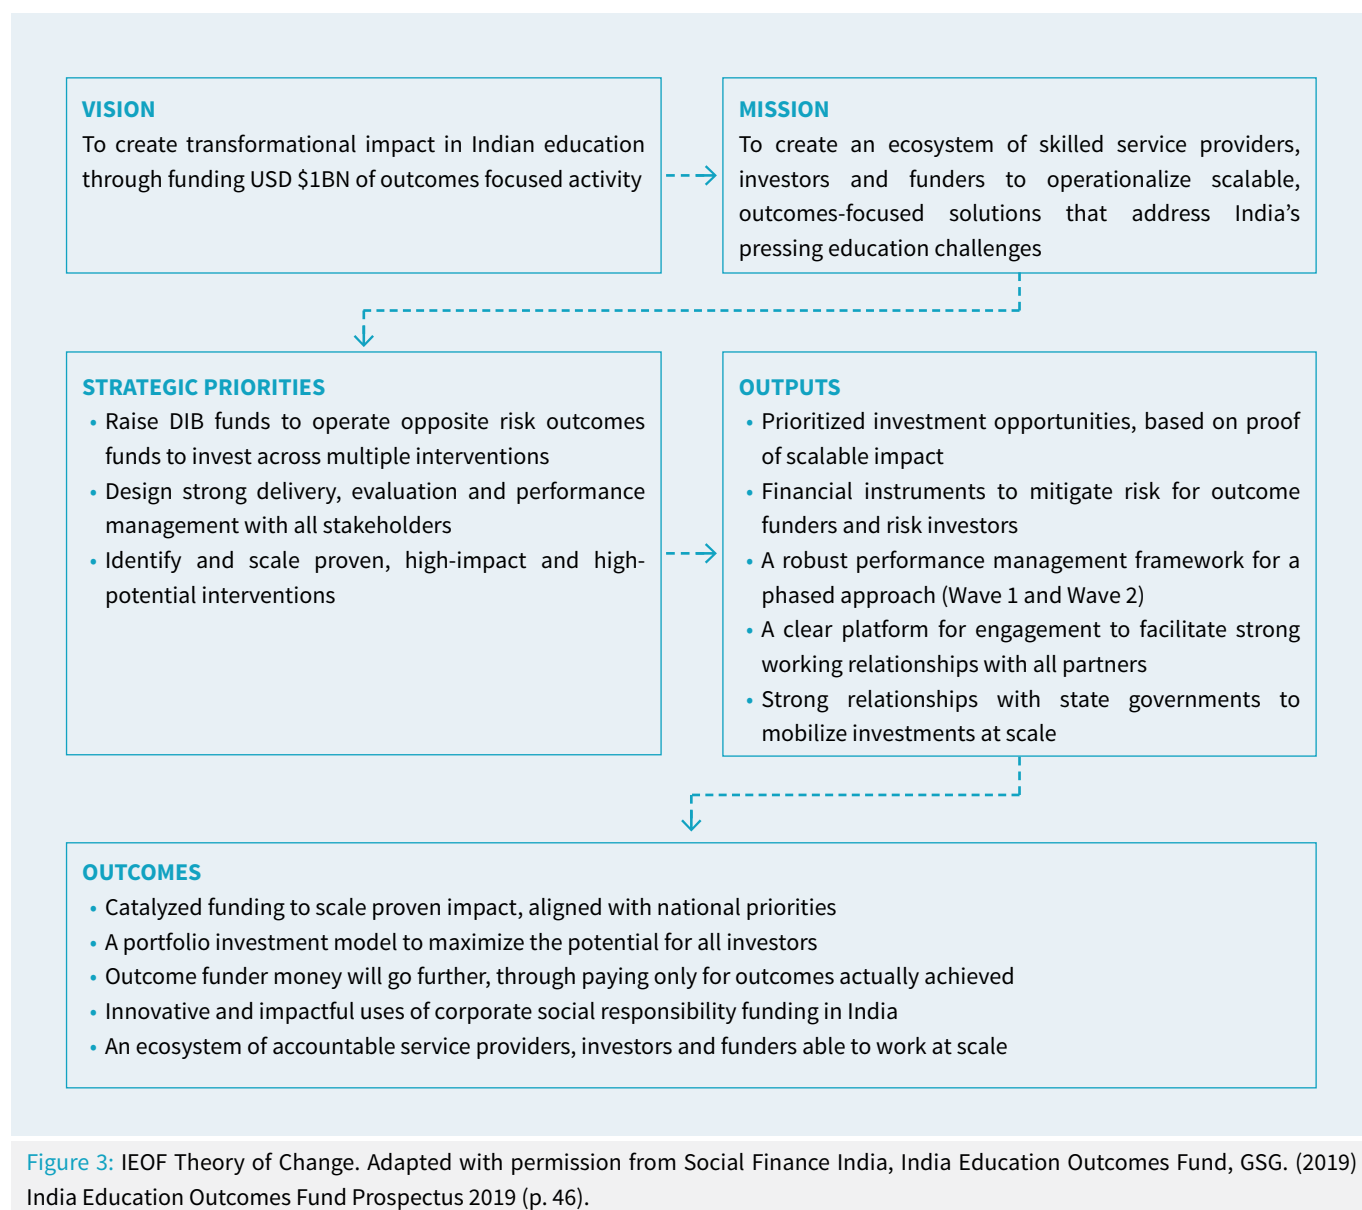 VISION
To create transformational impact in Indian education
through funding USD $1BN of outcomes focused activity
MISSION
To create an ecosystem of skilled service providers,
investors and funders to operationalize scalable,
outcomes-focused solutions that address India’s
pressing education challenges
STRATEGIC PRIORITIES
• Raise DIB funds to operate opposite risk outcomes
funds to invest across multiple interventions
• Design strong delivery, evaluation and performance
management with all stakeholders
• Identify and scale proven, high-impact and high-
potential interventions
OUTPUTS
• Prioritized investment opportunities, based on proof
of scalable impact
• Financial instruments to mitigate risk for outcome
funders and risk investors
• A robust performance management framework for a
phased approach (Wave 1 and Wave 2)
• A clear platform for engagement to facilitate strong
working relationships with all partners
• Strong relationships with state governments to
mobilize investments at scale
OUTCOMES
• Catalyzed funding to scale proven impact, aligned with national priorities
• A portfolio investment model to maximize the potential for all investors
• Outcome funder money will go further, through paying only for outcomes actually achieved
• Innovative and impactful uses of corporate social responsibility funding in India
• An ecosystem of accountable service providers, investors and funders able to work at scale
Figure 3: IEOF Theory of Change. Adapted with permission from Social Finance India, India Education Outcomes Fund, GSG. (2019)
India Education Outcomes Fund Prospectus 2019 (p. 46).